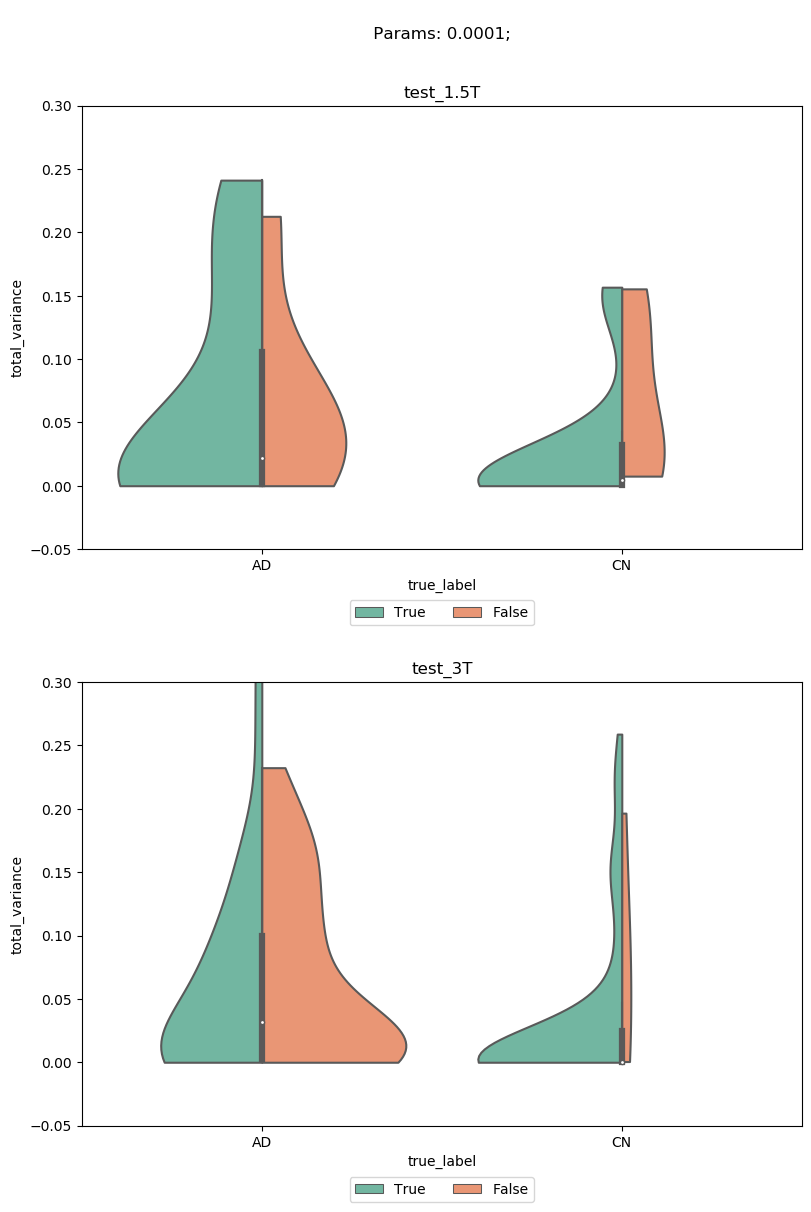 Params: 0.0001;
test_1.5T
0.30
0.25
0.20
0.15
0.10
0.05
0.00
−0.05
total_variance
AD CN
true_label
True False
test_3T
0.30
0.25
0.20
0.15
0.10
0.05
0.00
−0.05
total_variance
AD CN
true_label
True False